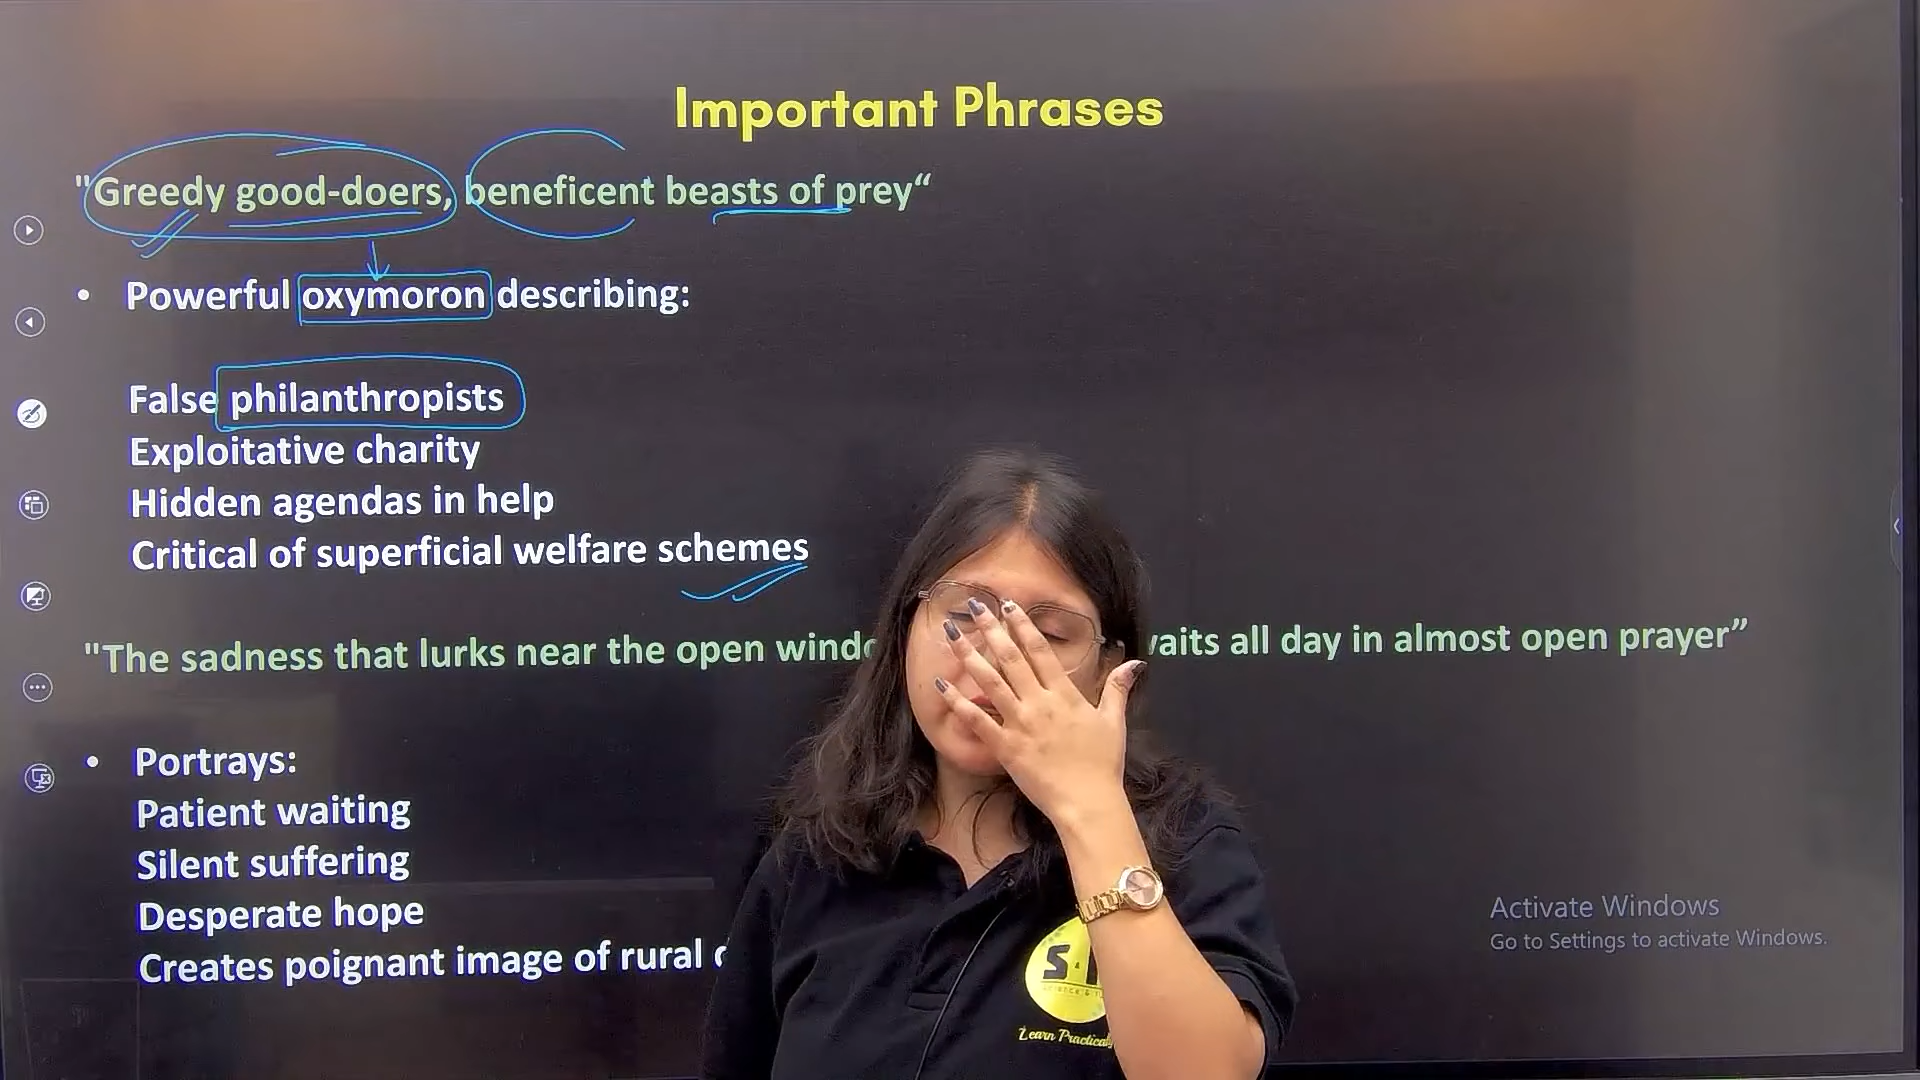 Important Phrases
"Greedy good-doers, beneficent beasts of prey“
• Powerful oxymoron describing:
False philanthropists
Exploitative charity
Hidden agendas in help
Critical of superficial welfare schemes
"The sadness that lurks near the open all day in almost open prayer”
• Portrays:
Patient waiting
Silent suffering
Desperate hope
Creates poignant image of rural
Activate Windows
Go to Settings to activate Windows.
Learn